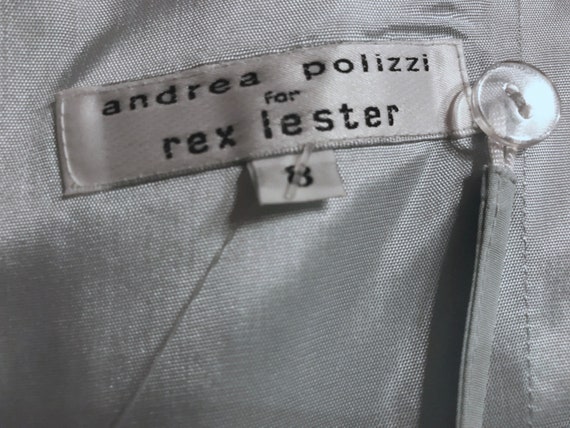 andrea polizzi
for
rex lester
18